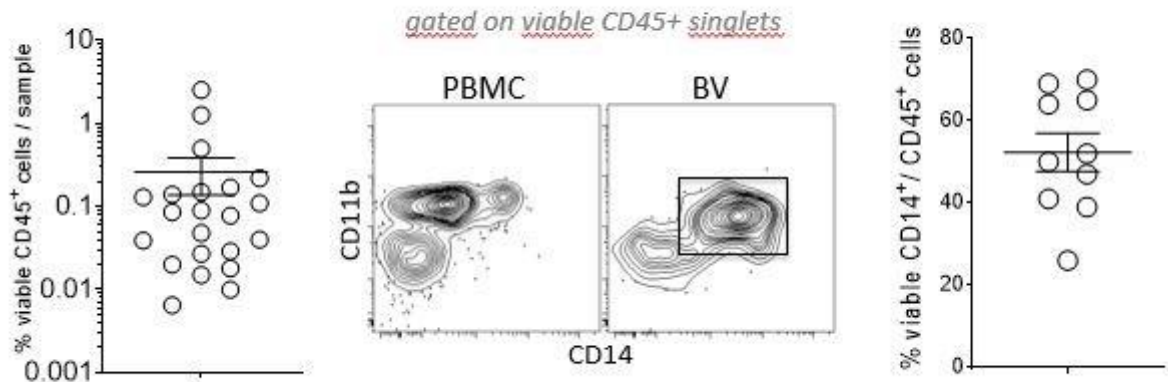 gated on viable CD45+ singlets
% viable CD45⁺ cells / sample
10
1
0.1
0.01
0.001
PBMC
BV
CD11b
CD14
% viable CD14⁺/ CD45⁺ cells
80
60
40
20
0